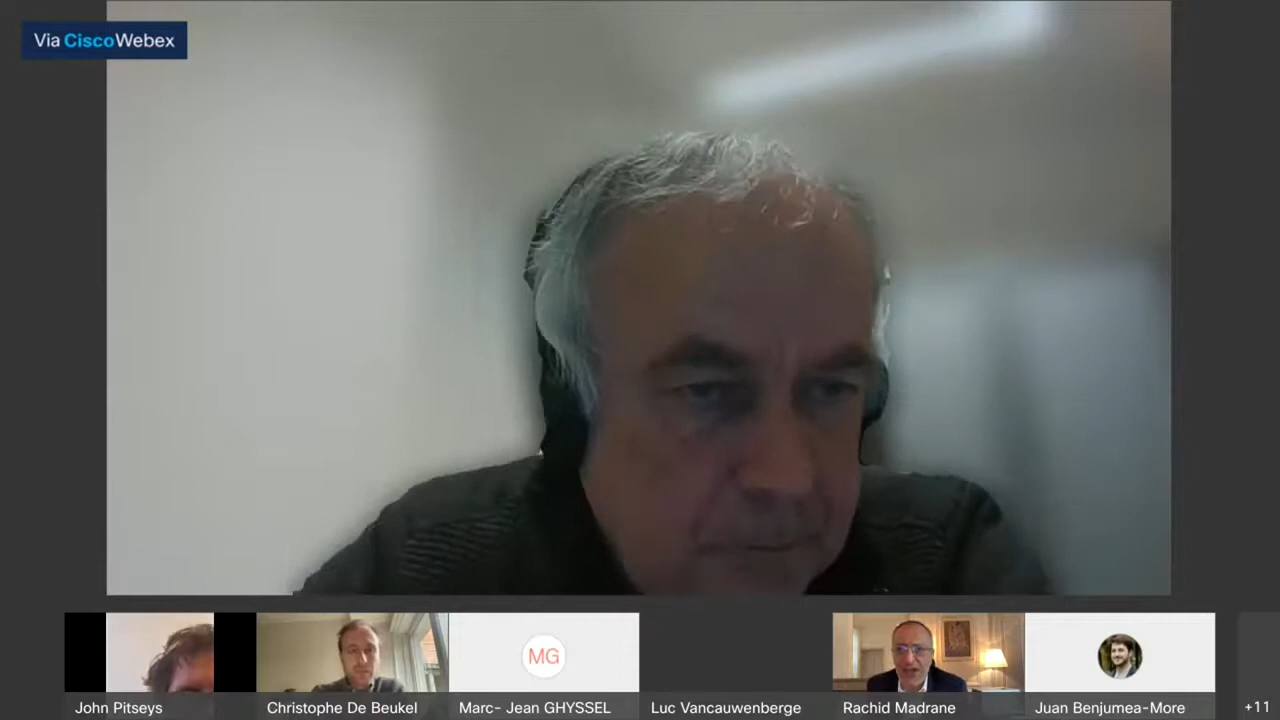 Via CiscoWebex
MG
John Pitseys
Christophe De Beukel
Marc- Jean GHYSSEL
Luc Vancauwenberge
Rachid Madrane
Juan Benjumea-More
+11